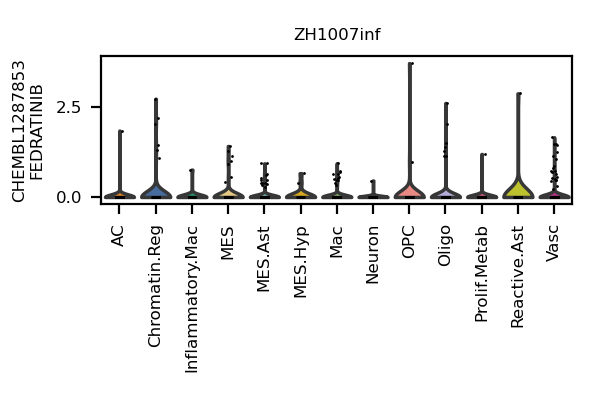 ZH1007inf
CHEMBL1287853
FEDRATINIB
2.5
0.0
AC
Chromatin.Reg
Inflammatory.Mac
MES
MES.Ast
MES.Hyp
Mac
Neuron
OPC
Oligo
Prolif.Metab
Reactive.Ast
Vasc